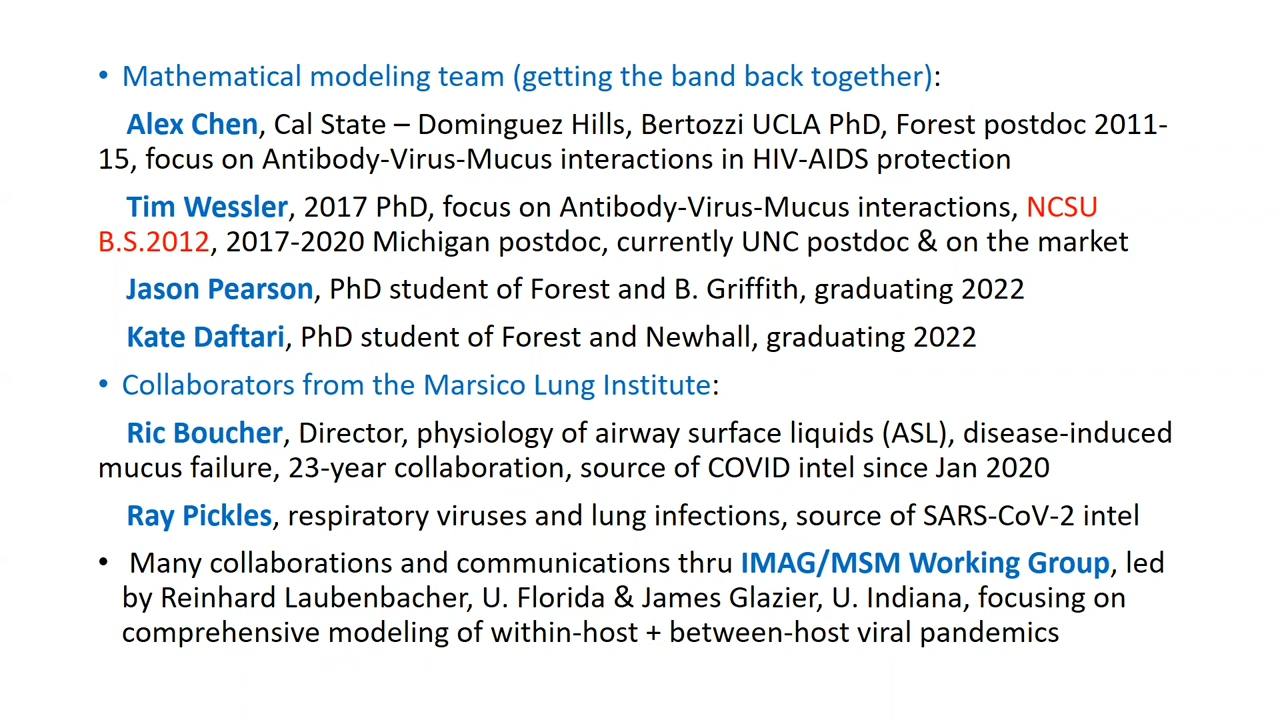 • Mathematical modeling team (getting the band back together):
Alex Chen, Cal State – Dominguez Hills, Bertozzi UCLA PhD, Forest postdoc 2011-
15, focus on Antibody-Virus-Mucus interactions in HIV-AIDS protection
Tim Wessler, 2017 PhD, focus on Antibody-Virus-Mucus interactions, NCSU
B.S.2012, 2017-2020 Michigan postdoc, currently UNC postdoc & on the market
Jason Pearson, PhD student of Forest and B. Griffith, graduating 2022
Kate Daftari, PhD student of Forest and Newhall, graduating 2022
• Collaborators from the Marsico Lung Institute:
Ric Boucher, Director, physiology of airway surface liquids (ASL), disease-induced
mucus failure, 23-year collaboration, source of COVID intel since Jan 2020
Ray Pickles, respiratory viruses and lung infections, source of SARS-CoV-2 intel
• Many collaborations and communications thru IMAG/MSM Working Group, led
by Reinhard Laubenbacher, U. Florida & James Glazier, U. Indiana, focusing on
comprehensive modeling of within-host + between-host viral pandemics